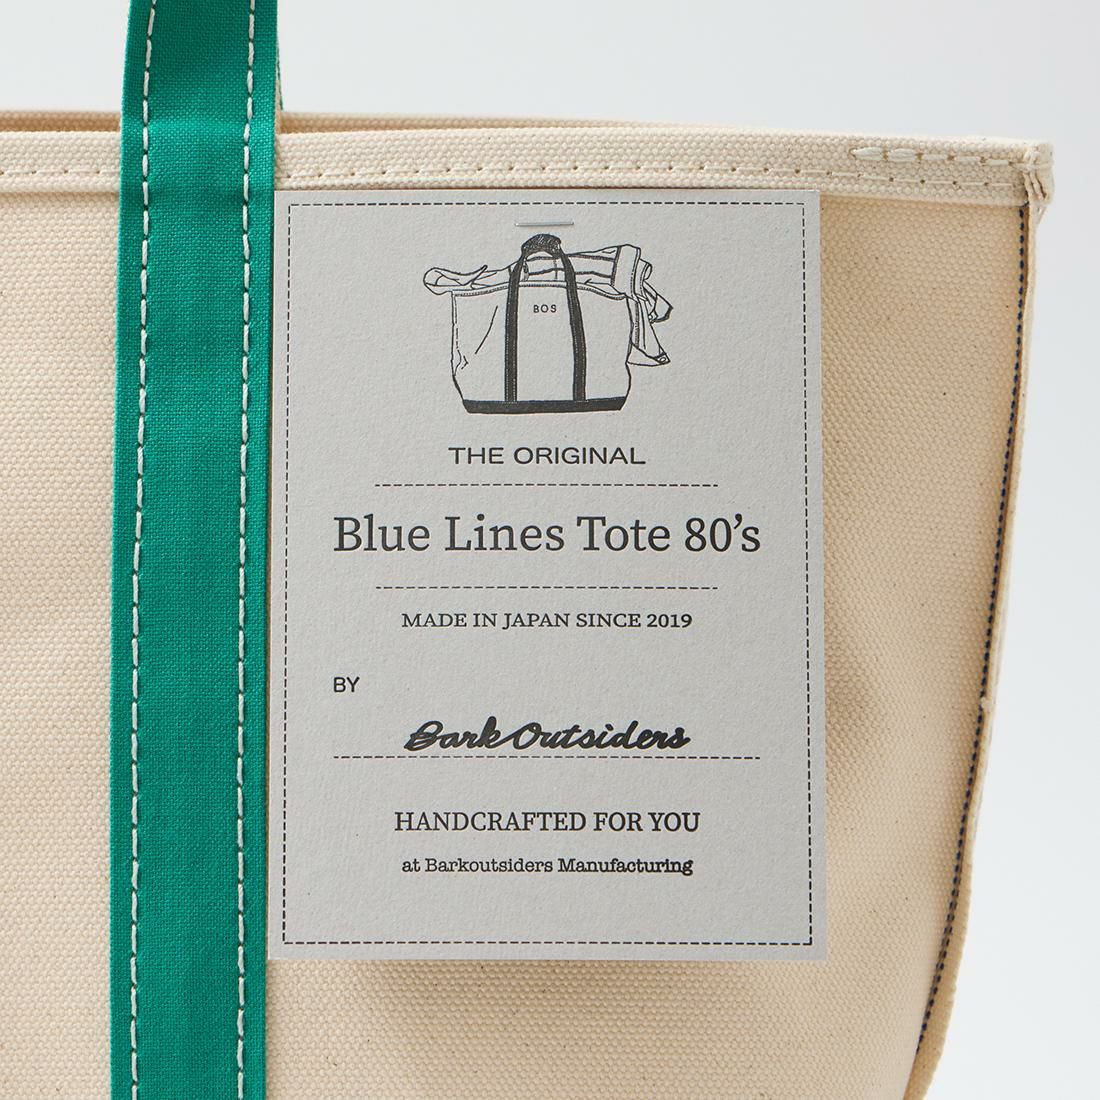 BOS
THE ORIGINAL
Blue Lines Tote 80’s
MADE IN JAPAN SINCE 2019
BY
Bark Outsiders
HANDCRAFTED FOR YOU
at Barkoutsiders Manufacturing